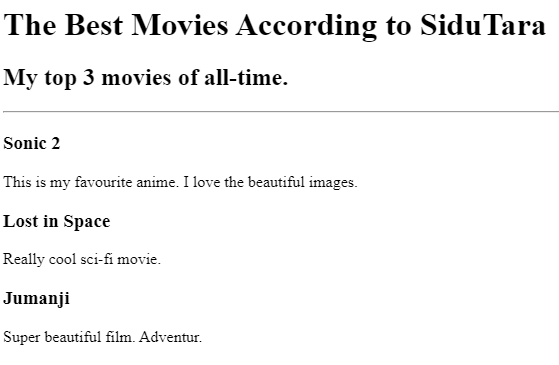 The Best Movies According to SiduTara
My top 3 movies of all-time.
Sonic 2
This is my favourite anime. I love the beautiful images.
Lost in Space
Really cool sci-fi movie.
Jumanji
Super beautiful film. Adventur.